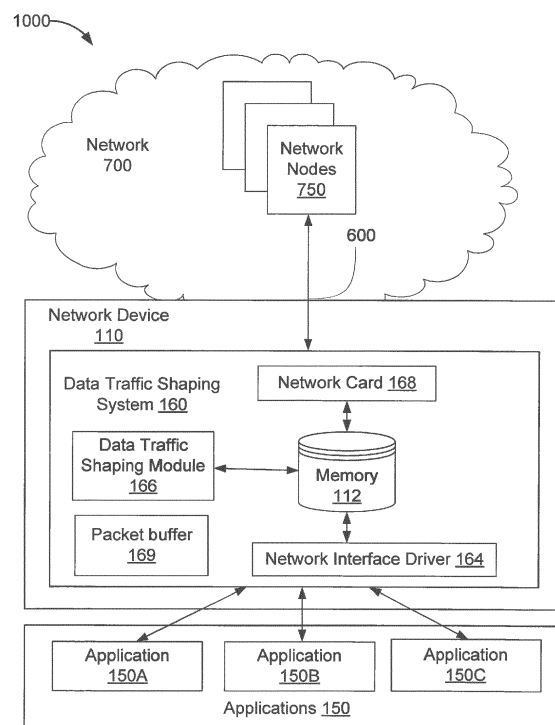 1000
Network
700
Network
Nodes
750
600
Network Device
110
Data Traffic Shaping
System 160
Network Card 168
Data Traffic
Shaping Module
166
Memory
112
Packet buffer
169
Network Interface Driver 164
Application
150A
Application
150B
Application
150C
Applications 150